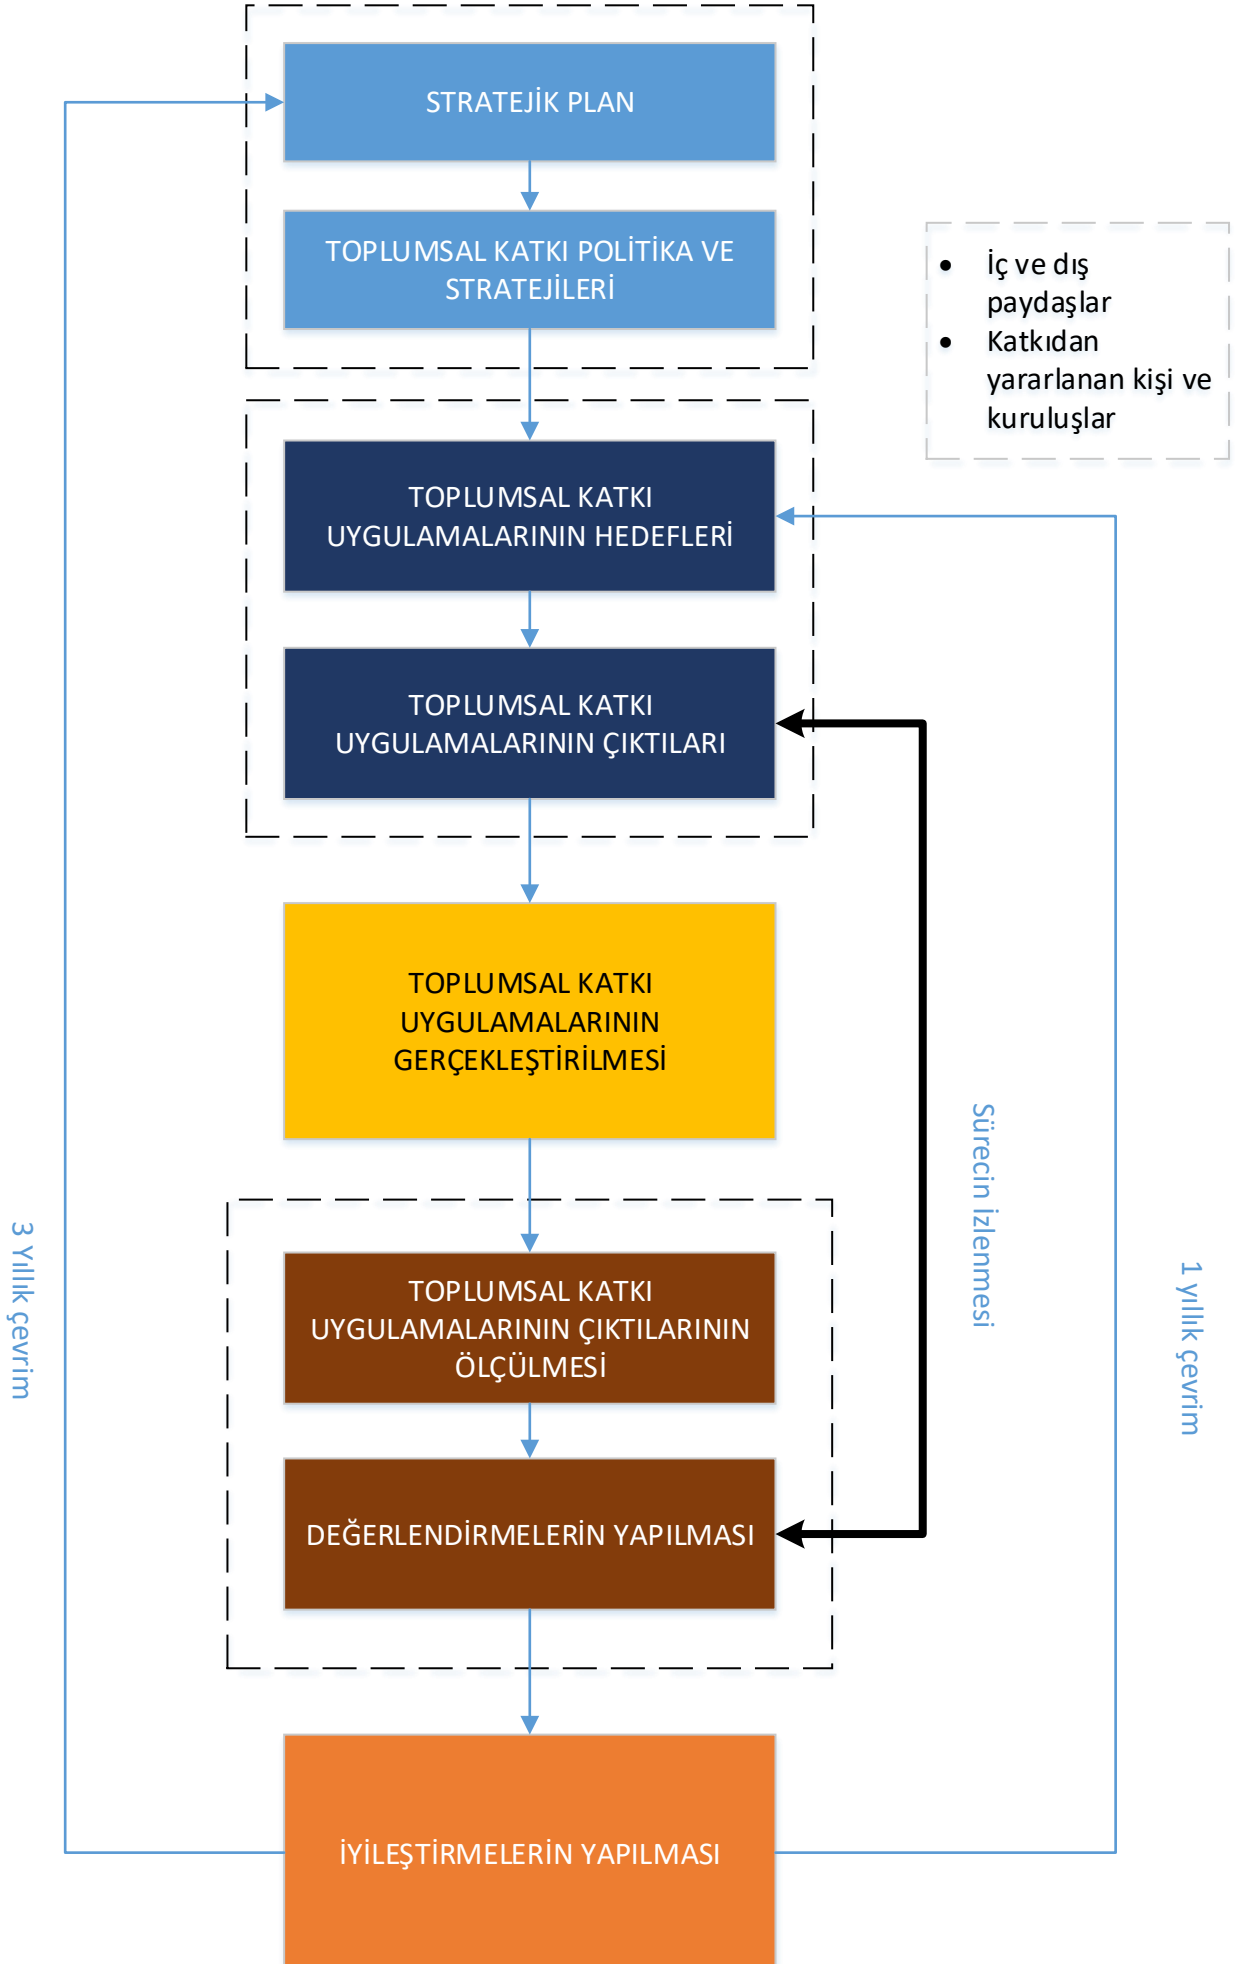 STRATEJİK PLAN
TOPLUMSAL KATKI POLİTİKA VE
STRATEJİLERİ
• İç ve dış
paydaşlar
• Katkıdan
yararlanan kişi ve
kuruluşlar
TOPLUMSAL KATKI
UYGULAMALARININ HEDEFLERİ
TOPLUMSAL KATKI
UYGULAMALARININ ÇIKTILARI
TOPLUMSAL KATKI
UYGULAMALARININ
GERÇEKLEŞTİRİLMESİ
Sürecin İzlenmesi
3 Yıllık çevrim
1 yıllık çevrim
TOPLUMSAL KATKI
UYGULAMALARININ ÇIKTILARININ
ÖLÇÜLMESİ
DEĞERLENDİRMELERİN YAPILMASI
İYİLEŞTİRMELERİN YAPILMASI